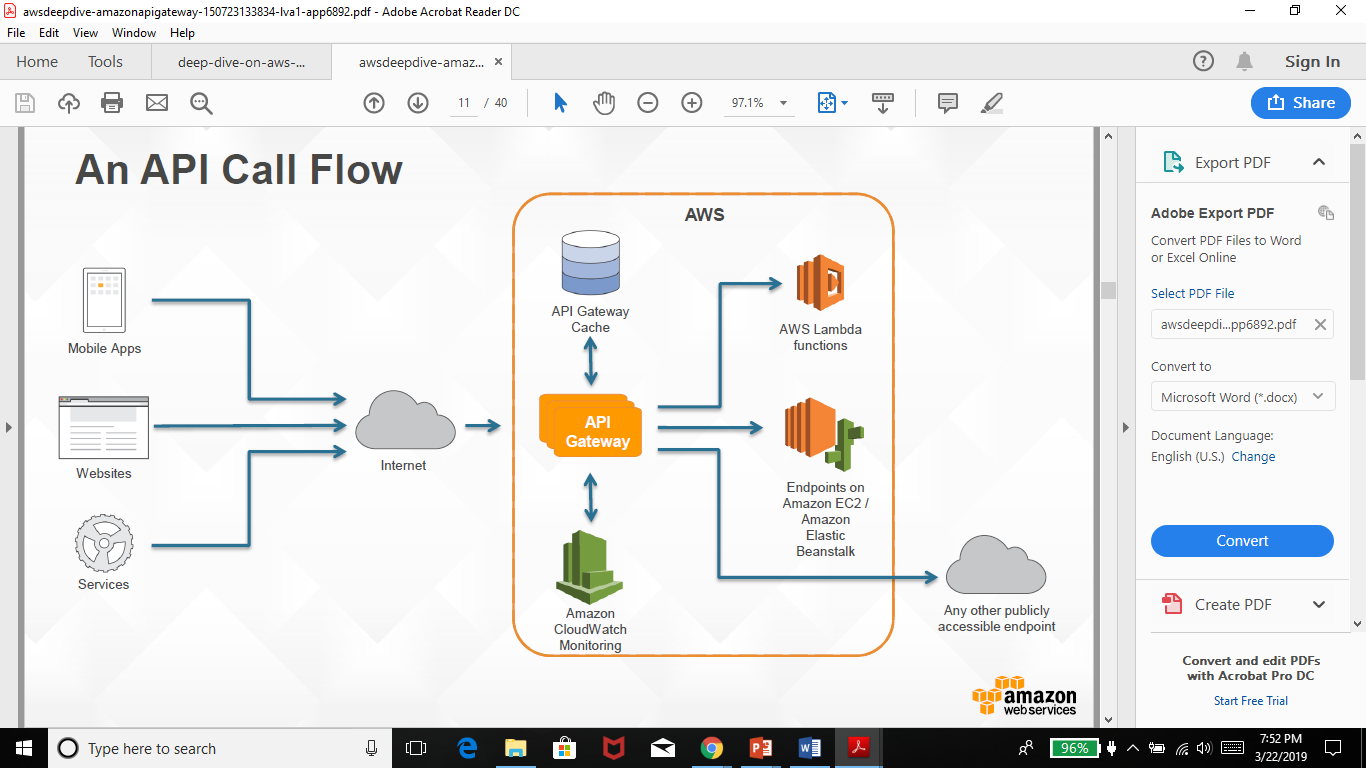 awsdeepdive-amazonapigateway-150723133834-lva1-app6892.pdf - Adobe Acrobat Reader DC
File Edit View Window Help
Home Tools deep-dive-on-aws-... awsdeepdive-amaz... Sign In
11 / 40 97.1% Share
An API Call Flow
AWS
API Gateway
Cache
Mobile Apps
AWS Lambda
functions
API
Gateway
Websites
Internet
Endpoints on
Amazon EC2 /
Amazon
Elastic
Beanstalk
Services
Amazon
CloudWatch
Monitoring
Any other publicly
accessible endpoint
amazon
web services
Export PDF
Adobe Export PDF
Convert PDF Files to Word
or Excel Online
Select PDF File
awsdeepdi...pp6892.pdf
Convert to
Microsoft Word (*.docx)
Document Language:
English (U.S.) Change
Convert
Create PDF
Convert and edit PDFs
with Acrobat Pro DC
Start Free Trial
Type here to search
96%
7:52 PM
3/22/2019